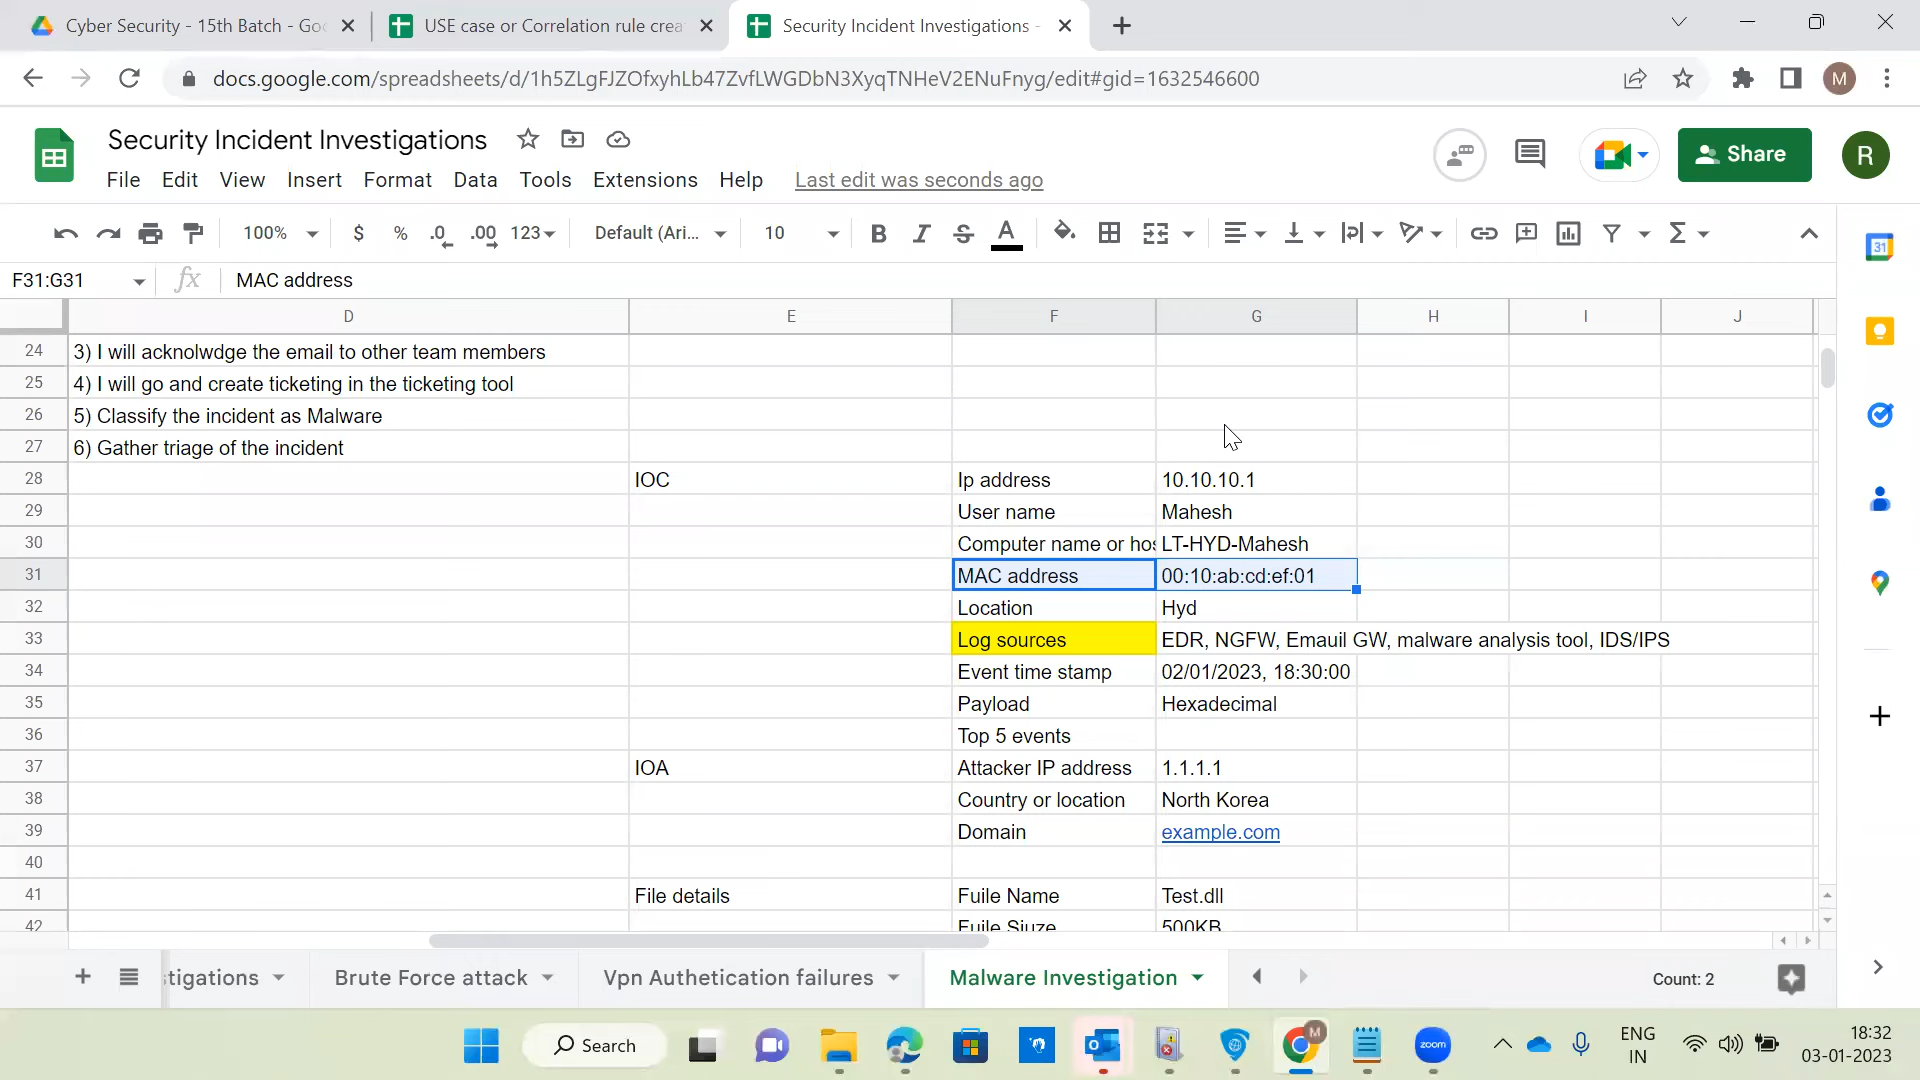 Cyber Security - 15th Batch - Goo
USE case or Correlation rule crea
Security Incident Investigations -
docs.google.com/spreadsheets/d/1h5ZLgFJZOfxyhLb47ZvfLWGDbN3XyqTNHeV2ENuFnyg/edit#gid=1632546600
M
Security Incident Investigations
Share
R
File Edit View Insert Format Data Tools Extensions Help Last edit was seconds ago
100% $ % .0 .00 123 Default (Ari... 10 B I S A
31
F31:G31 fx MAC address
D E F G H I J
24 3) I will acknolwdge the email to other team members
25 4) I will go and create ticketing in the ticketing tool
26 5) Classify the incident as Malware
27 6) Gather triage of the incident
28 IOC Ip address 10.10.10.1
29 User name Mahesh
30 Computer name or hos LT-HYD-Mahesh
31 MAC address 00:10:ab:cd:ef:01
32 Location Hyd
33 Log sources EDR, NGFW, Emauil GW, malware analysis tool, IDS/IPS
34 Event time stamp 02/01/2023, 18:30:00
35 Payload Hexadecimal
36 Top 5 events
37 IOA Attacker IP address 1.1.1.1
38 Country or location North Korea
39 Domain example.com
40
41 File details Fuile Name Test.dll
42 Fuile Siuze 500KB
tigations Brute Force attack Vpn Authetication failures Malware Investigation Count: 2
Search M zoom ENG 18:32
IN 03-01-2023